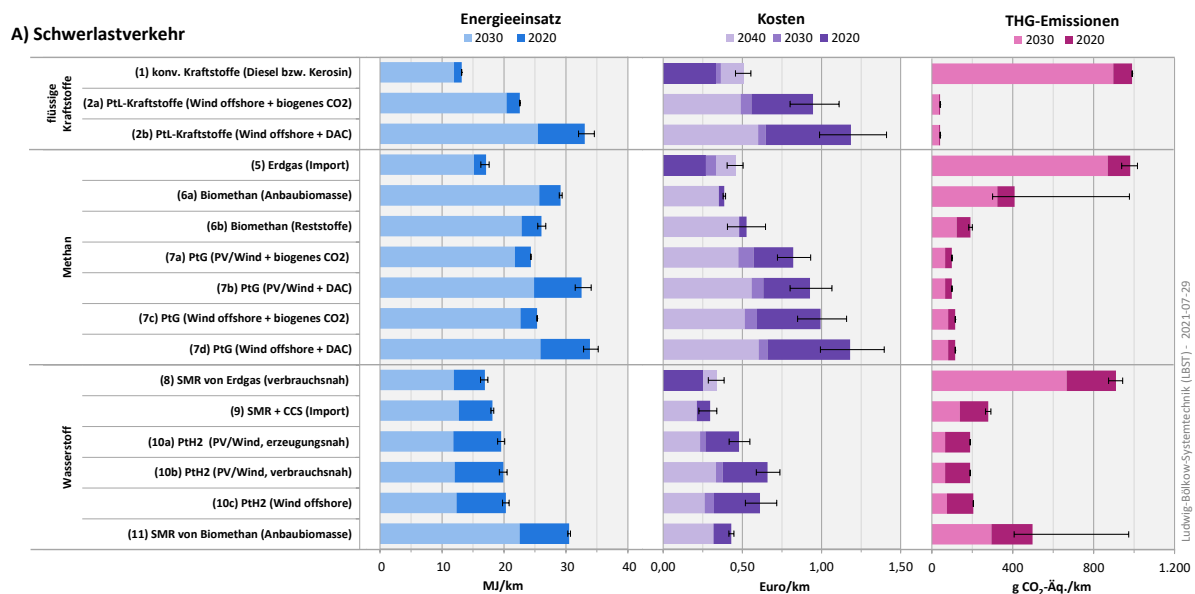 A) Schwerlastverkehr
Energieeinsatz
2030 2020
Kosten
2040 2030 2020
THG-Emissionen
2030 2020
flüssige
Kraftstoffe
(1) konv. Kraftstoffe (Diesel bzw. Kerosin)
(2a) PtL-Kraftstoffe (Wind offshore + biogenes CO2)
(2b) PtL-Kraftstoffe (Wind offshore + DAC)
Methan
(5) Erdgas (Import)
(6a) Biomethan (Anbaubiomasse)
(6b) Biomethan (Reststoffe)
(7a) PtG (PV/Wind + biogenes CO2)
(7b) PtG (PV/Wind + DAC)
(7c) PtG (Wind offshore + biogenes CO2)
(7d) PtG (Wind offshore + DAC)
Wasserstoff
(8) SMR von Erdgas (verbrauchsnah)
(9) SMR + CCS (Import)
(10a) PtH2 (PV/Wind, erzeugungsnah)
(10b) PtH2 (PV/Wind, verbrauchsnah)
(10c) PtH2 (Wind offshore)
(11) SMR von Biomethan (Anbaubiomasse)
0 10 20 30 40
MJ/km
0,00 0,50 1,00 1,50
Euro/km
0 400 800 1.200
g CO₂-Äq./km
Ludwig-Bölkow-Systemtechnik (LBST) - 2021-07-29